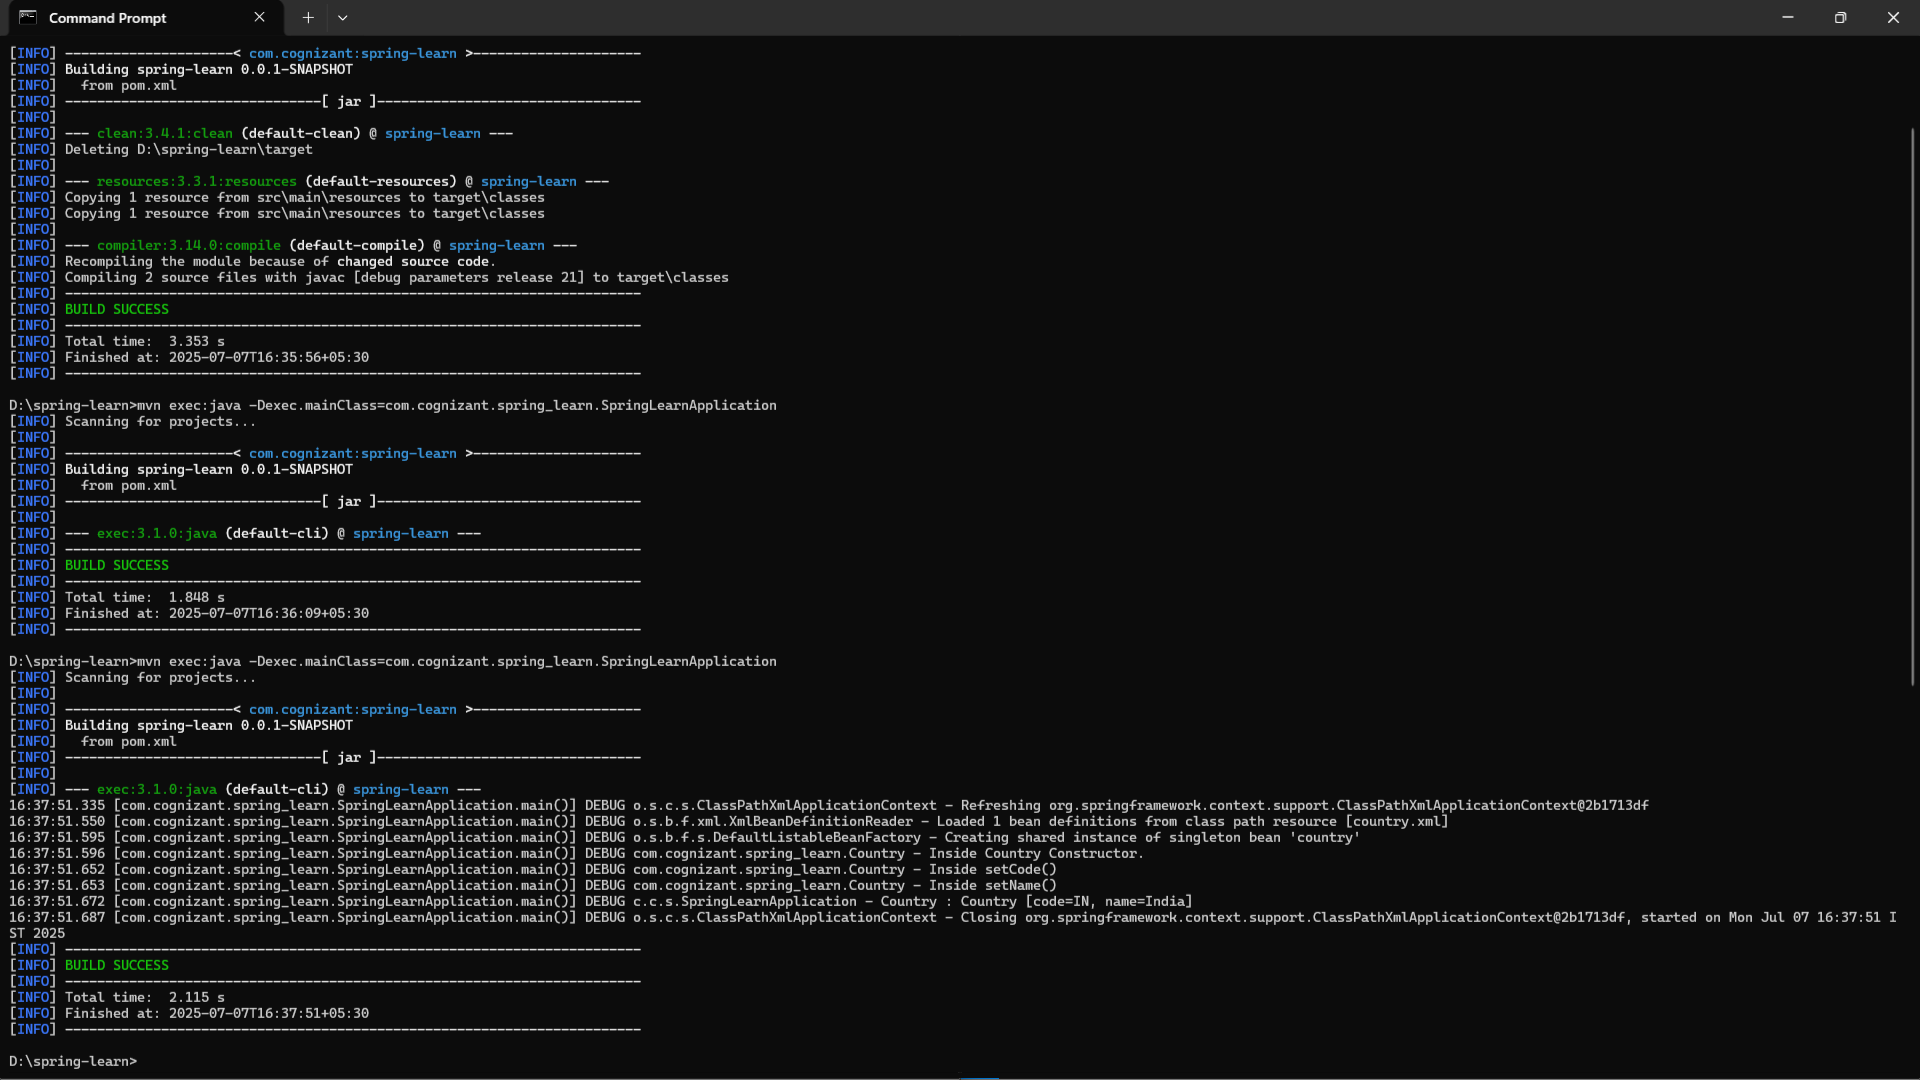 Command Prompt
[INFO] ---------------------< com.cognizant:spring-learn >---------------------
[INFO] Building spring-learn 0.0.1-SNAPSHOT
[INFO]   from pom.xml
[INFO] --------------------------------[ jar ]---------------------------------
[INFO]
[INFO] --- clean:3.4.1:clean (default-clean) @ spring-learn ---
[INFO] Deleting D:\spring-learn\target
[INFO]
[INFO] --- resources:3.3.1:resources (default-resources) @ spring-learn ---
[INFO] Copying 1 resource from src\main\resources to target\classes
[INFO] Copying 1 resource from src\main\resources to target\classes
[INFO]
[INFO] --- compiler:3.14.0:compile (default-compile) @ spring-learn ---
[INFO] Recompiling the module because of changed source code.
[INFO] Compiling 2 source files with javac [debug parameters release 21] to target\classes
[INFO] ------------------------------------------------------------------------
[INFO] BUILD SUCCESS
[INFO] ------------------------------------------------------------------------
[INFO] Total time:  3.353 s
[INFO] Finished at: 2025-07-07T16:35:56+05:30
[INFO] ------------------------------------------------------------------------
D:\spring-learn>mvn exec:java -Dexec.mainClass=com.cognizant.spring_learn.SpringLearnApplication
[INFO] Scanning for projects...
[INFO]
[INFO] ---------------------< com.cognizant:spring-learn >---------------------
[INFO] Building spring-learn 0.0.1-SNAPSHOT
[INFO]   from pom.xml
[INFO] --------------------------------[ jar ]---------------------------------
[INFO]
[INFO] --- exec:3.1.0:java (default-cli) @ spring-learn ---
[INFO] ------------------------------------------------------------------------
[INFO] BUILD SUCCESS
[INFO] ------------------------------------------------------------------------
[INFO] Total time:  1.848 s
[INFO] Finished at: 2025-07-07T16:36:09+05:30
[INFO] ------------------------------------------------------------------------
D:\spring-learn>mvn exec:java -Dexec.mainClass=com.cognizant.spring_learn.SpringLearnApplication
[INFO] Scanning for projects...
[INFO]
[INFO] ---------------------< com.cognizant:spring-learn >---------------------
[INFO] Building spring-learn 0.0.1-SNAPSHOT
[INFO]   from pom.xml
[INFO] --------------------------------[ jar ]---------------------------------
[INFO]
[INFO] --- exec:3.1.0:java (default-cli) @ spring-learn ---
16:37:51.335 [com.cognizant.spring_learn.SpringLearnApplication.main()] DEBUG o.s.c.s.ClassPathXmlApplicationContext - Refreshing org.springframework.context.support.ClassPathXmlApplicationContext@2b1713df
16:37:51.550 [com.cognizant.spring_learn.SpringLearnApplication.main()] DEBUG o.s.b.f.xml.XmlBeanDefinitionReader - Loaded 1 bean definitions from class path resource [country.xml]
16:37:51.595 [com.cognizant.spring_learn.SpringLearnApplication.main()] DEBUG o.s.b.f.s.DefaultListableBeanFactory - Creating shared instance of singleton bean 'country'
16:37:51.596 [com.cognizant.spring_learn.SpringLearnApplication.main()] DEBUG com.cognizant.spring_learn.Country - Inside Country Constructor.
16:37:51.652 [com.cognizant.spring_learn.SpringLearnApplication.main()] DEBUG com.cognizant.spring_learn.Country - Inside setCode()
16:37:51.653 [com.cognizant.spring_learn.SpringLearnApplication.main()] DEBUG com.cognizant.spring_learn.Country - Inside setName()
16:37:51.672 [com.cognizant.spring_learn.SpringLearnApplication.main()] DEBUG c.c.s.SpringLearnApplication - Country : Country [code=IN, name=India]
16:37:51.687 [com.cognizant.spring_learn.SpringLearnApplication.main()] DEBUG o.s.c.s.ClassPathXmlApplicationContext - Closing org.springframework.context.support.ClassPathXmlApplicationContext@2b1713df, started on Mon Jul 07 16:37:51 I
ST 2025
[INFO] ------------------------------------------------------------------------
[INFO] BUILD SUCCESS
[INFO] ------------------------------------------------------------------------
[INFO] Total time:  2.115 s
[INFO] Finished at: 2025-07-07T16:37:51+05:30
[INFO] ------------------------------------------------------------------------
D:\spring-learn>